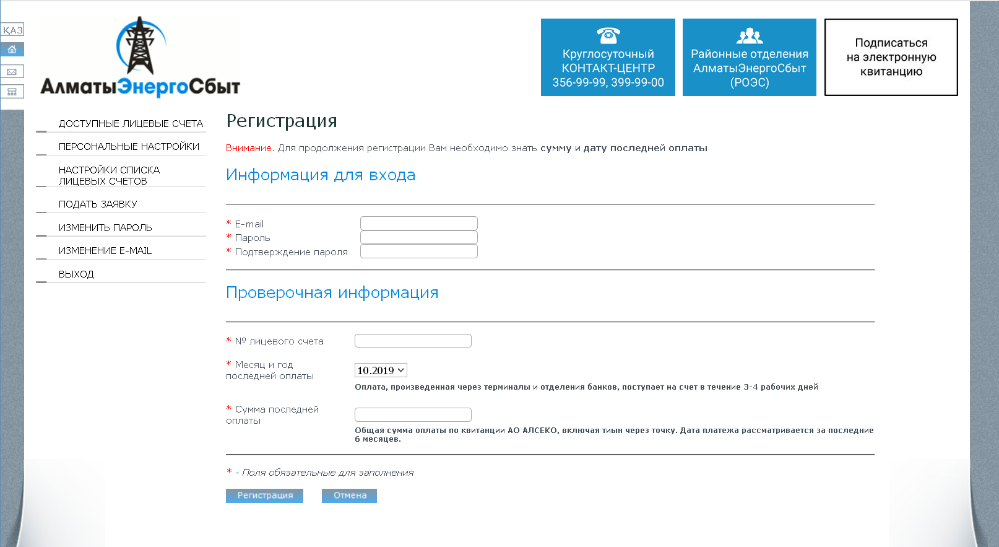 ҚАЗ
АлматыЭнергоСбыт
Круглосуточный
КОНТАКТ-ЦЕНТР
356-99-99, 399-99-00
Районные отделения
АлматыЭнергоСбыт
(РОЭС)
Подписаться
на электронную
квитанцию
ДОСТУПНЫЕ ЛИЦЕВЫЕ СЧЕТА
ПЕРСОНАЛЬНЫЕ НАСТРОЙКИ
НАСТРОЙКИ СПИСКА
ЛИЦЕВЫХ СЧЕТОВ
ПОДАТЬ ЗАЯВКУ
ИЗМЕНИТЬ ПАРОЛЬ
ИЗМЕНЕНИЕ E-MAIL
ВЫХОД
Регистрация
Внимание. Для продолжения регистрации Вам необходимо знать сумму и дату последней оплаты
Информация для входа
* E-mail
* Пароль
* Подтверждение пароля
Проверочная информация
* № лицевого счета
* Месяц и год
последней оплаты
10.2019
Оплата, произведенная через терминалы и отделения банков, поступает на счет в течение 3-4 рабочих дней
* Сумма последней
оплаты
Общая сумма оплаты по квитанции АО АЛСЕКО, включая тиын через точку. Дата платежа рассматривается за последние
6 месяцев.
* - Поля обязательные для заполнения
Регистрация
Отмена